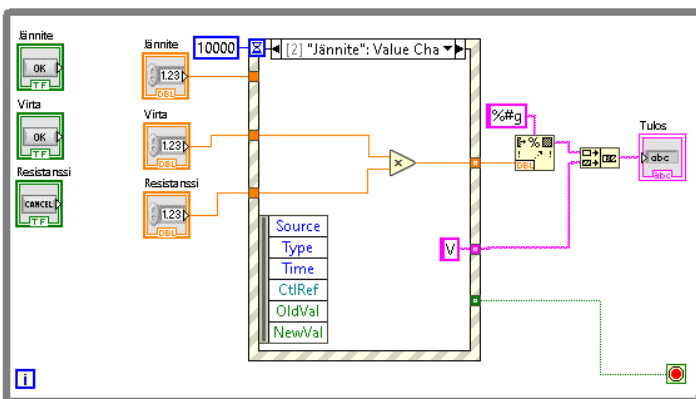 Jännite
OK
TF
Virta
OK
TF
Resistanssi
CANCEL
TF
Jännite
1.23
DBL
Virta
1.23
DBL
Resistanssi
1.23
DBL
10000
[2] "Jännite": Value Cha
×
Source
Type
Time
CtlRef
OldVal
NewVal
V
%#g
%
DBL
Tulos
abc
abc
i